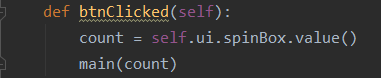 def btnClicked(self):
    count = self.ui.spinBox.value()
    main(count)